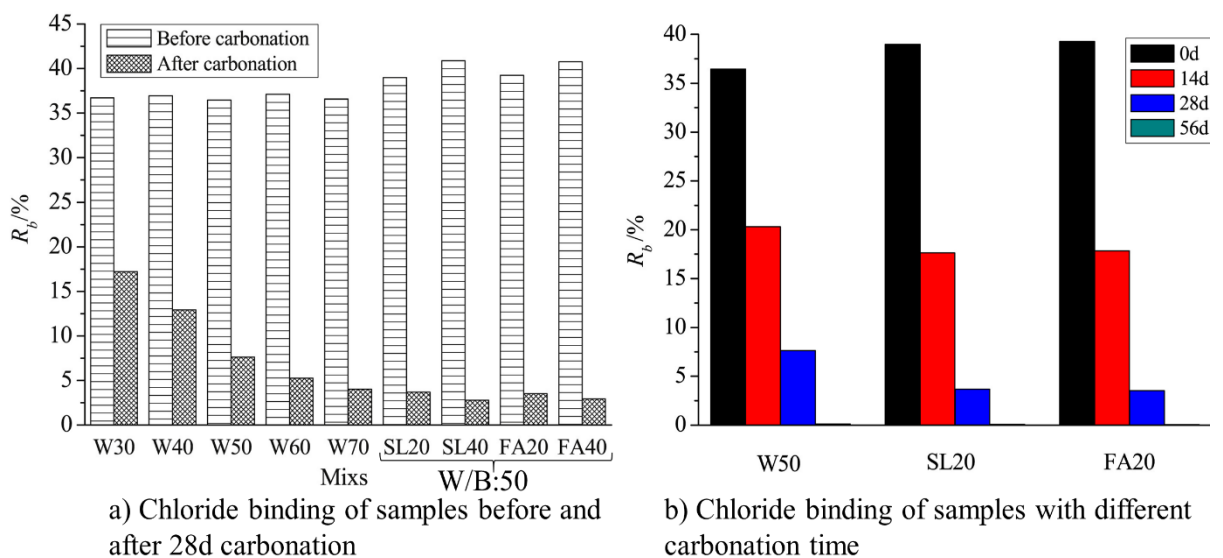 45
40
35
30
25
20
15
10
5
0
R_b/%
Before carbonation
After carbonation
W30 W40 W50 W60 W70 SL20 SL40 FA20 FA40
Mixs
W/B:50
a) Chloride binding of samples before and
after 28d carbonation
40
35
30
25
20
15
10
5
0
R_b/%
0d
14d
28d
56d
W50 SL20 FA20
b) Chloride binding of samples with different
carbonation time